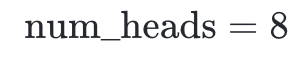 num_heads = 8